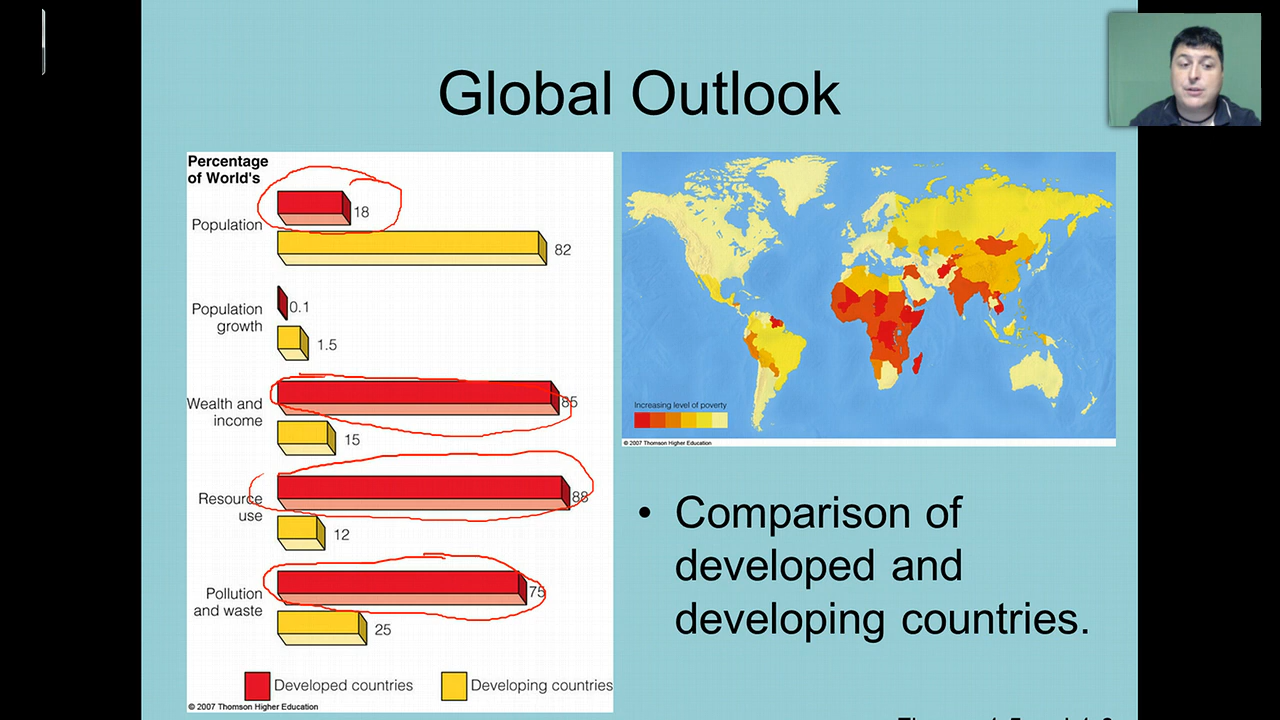 Global Outlook
Percentage
of World's
Population
18
82
Population
growth
0.1
1.5
Wealth and
income
85
15
Resource
use
88
12
Pollution
and waste
75
25
Developed countries
Developing countries
© 2007 Thomson Higher Education
Increasing level of poverty
© 2007 Thomson Higher Education
• Comparison of
developed and
developing countries.